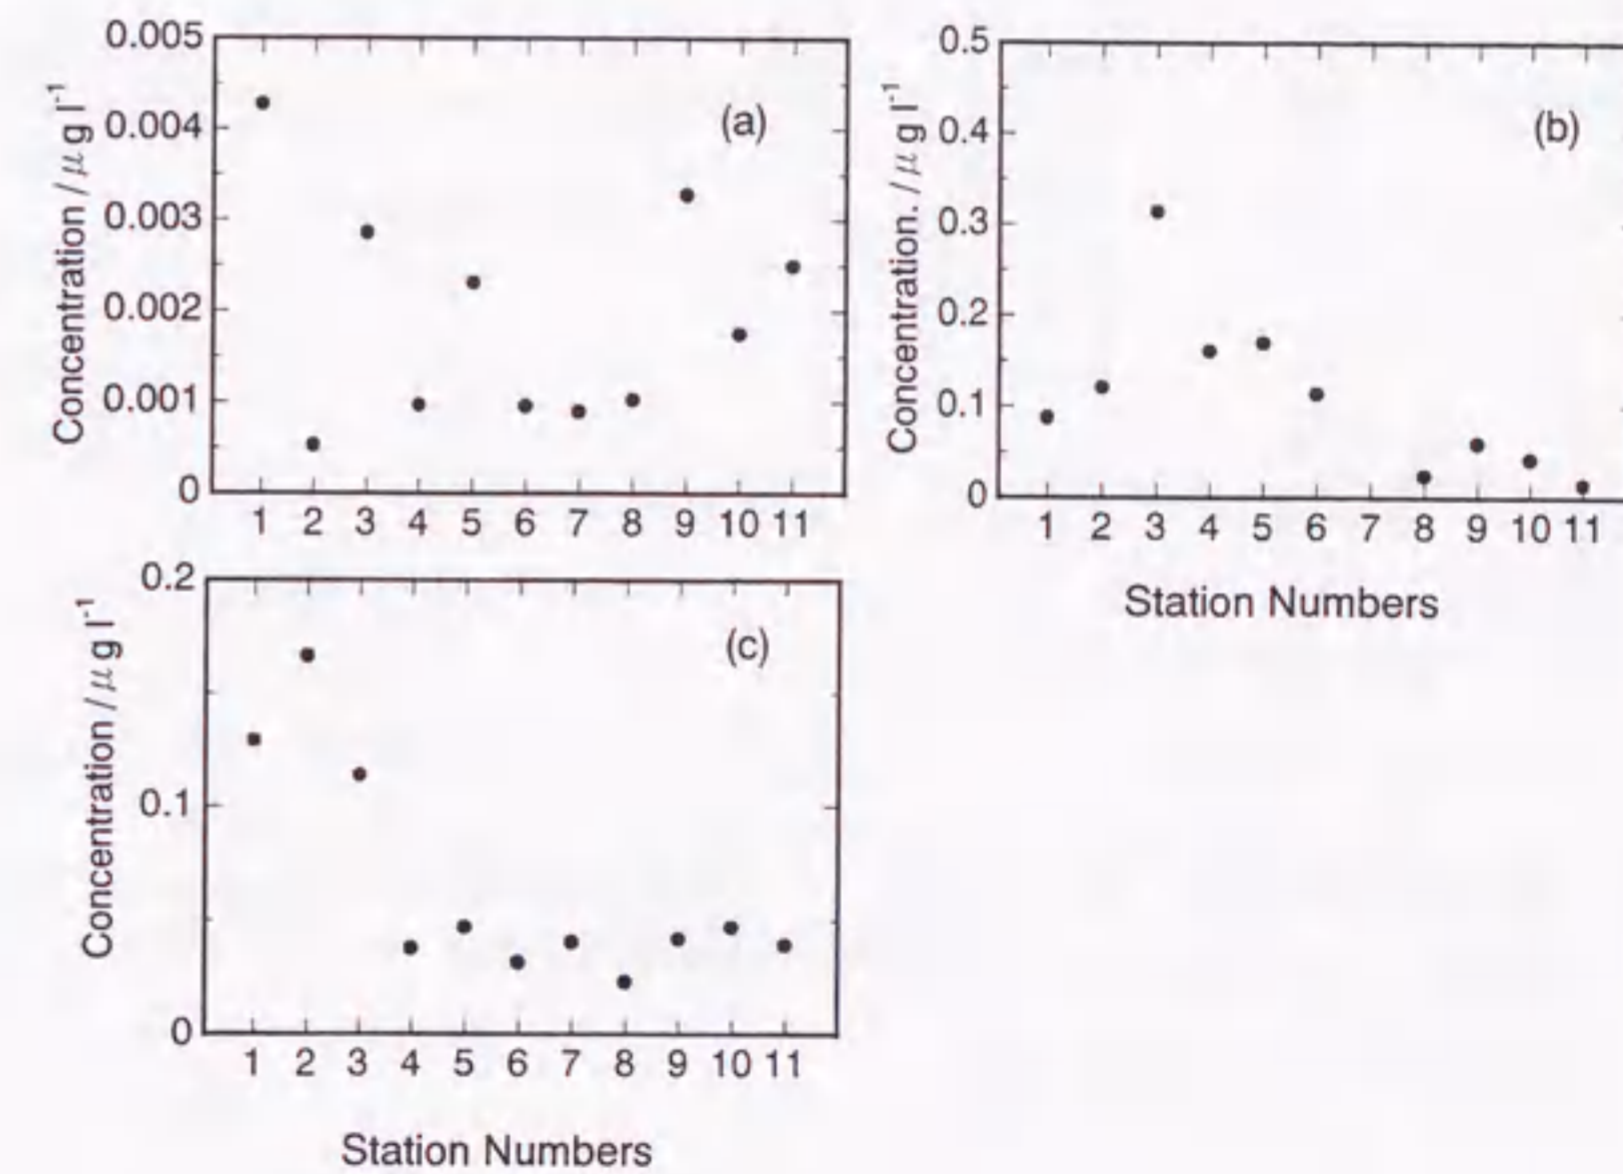 0.005
0.004
0.003
0.002
0.001
0
Concentration / μ g l-1
(a)
1 2 3 4 5 6 7 8 9 10 11
0.5
0.4
0.3
0.2
0.1
0
Concentration. / μ g l-1
(b)
1 2 3 4 5 6 7 8 9 10 11
Station Numbers
0.2
0.1
0
Concentration / μ g l-1
(c)
1 2 3 4 5 6 7 8 9 10 11
Station Numbers